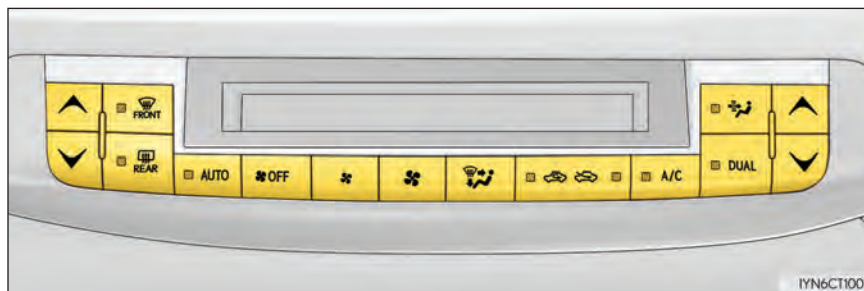 FRONT
REAR
AUTO
OFF
A/C
DUAL
IYN6CT100